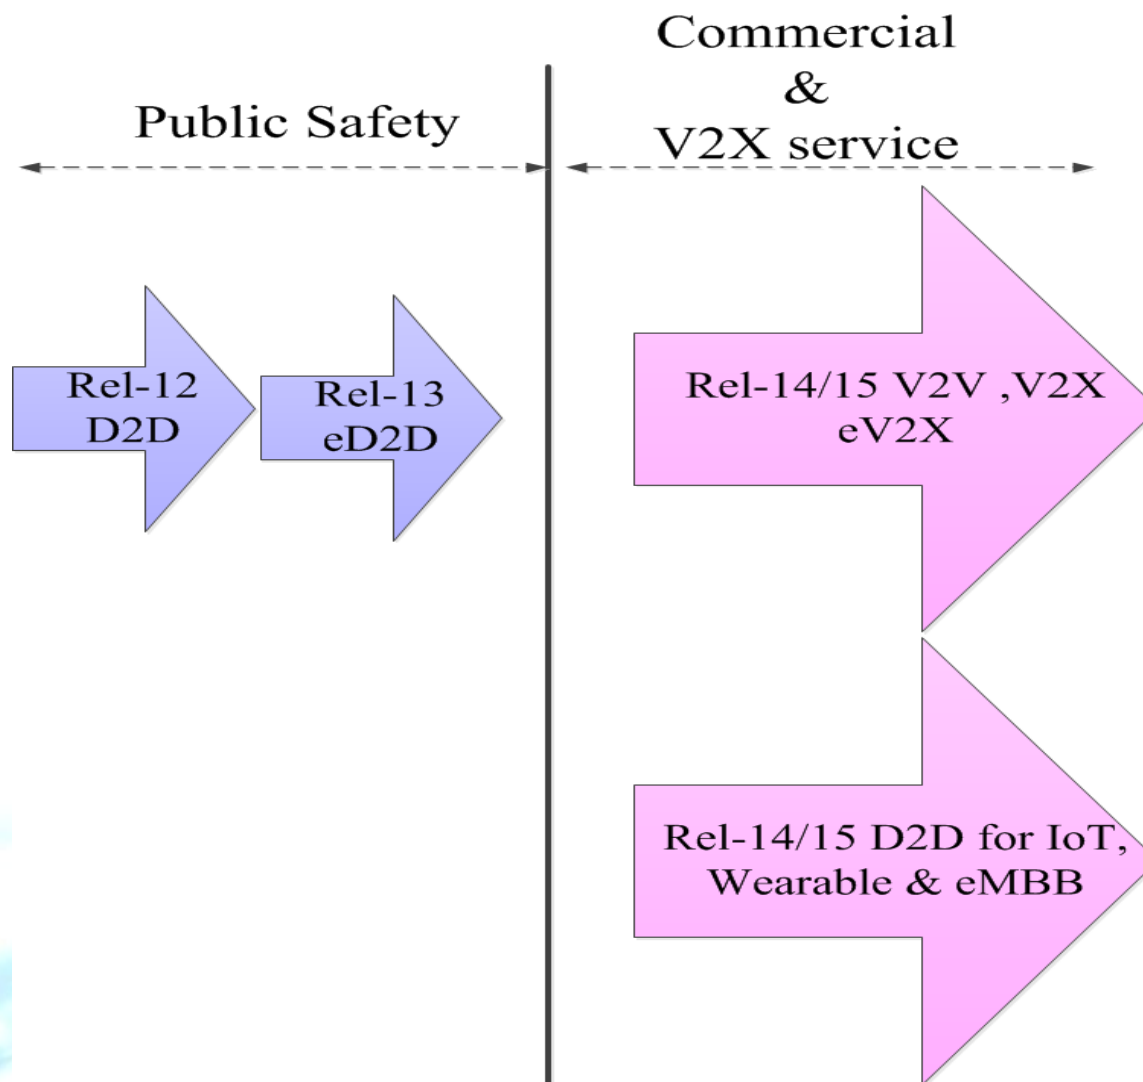 Public Safety
Commercial
&
V2X service
Rel-12
D2D
Rel-13
eD2D
Rel-14/15 V2V ,V2X
eV2X
Rel-14/15 D2D for IoT,
Wearable & eMBB